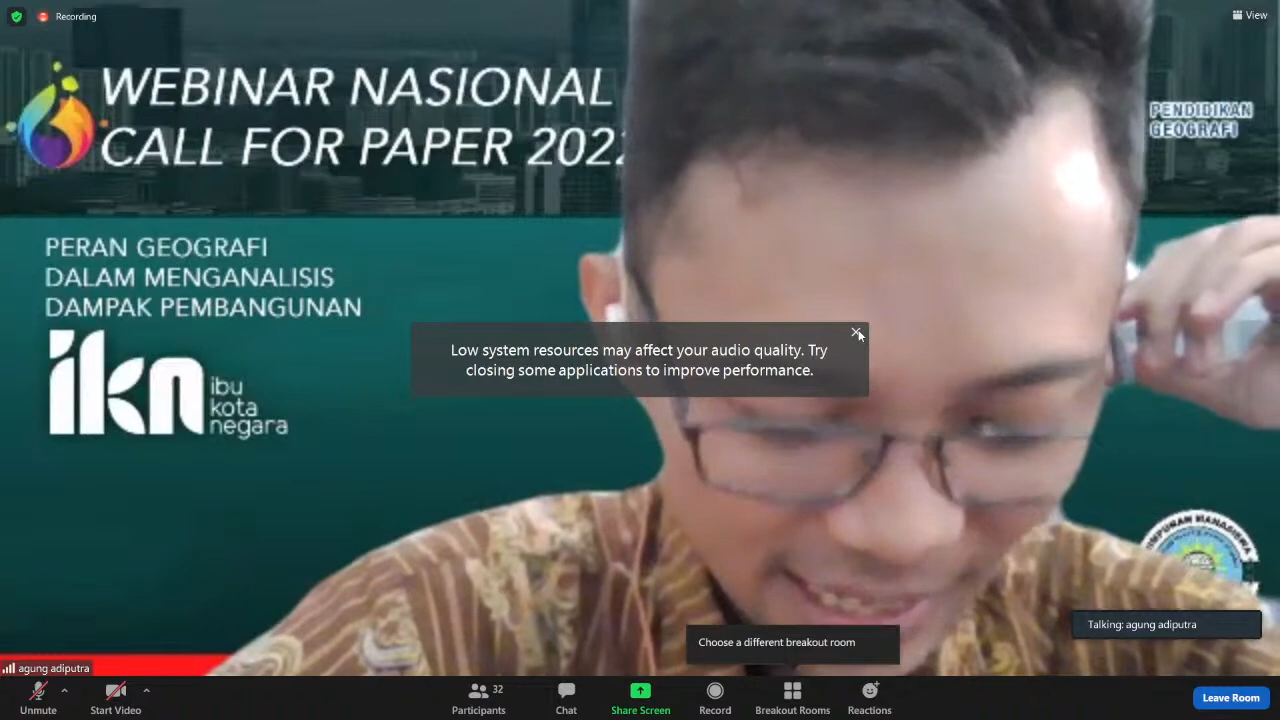 Recording
View
WEBINAR NASIONAL
CALL FOR PAPER 2022
PENDIDIKAN
GEOGRAFI
PERAN GEOGRAFI
DALAM MENGANALISIS
DAMPAK PEMBANGUNAN
ikn ibu
kota
negara
Low system resources may affect your audio quality. Try
closing some applications to improve performance.
HIMPUNAN MAHASISWA
Choose a different breakout room
Talking: agung adiputra
agung adiputra
32
Unmute
Start Video
Participants
Chat
Share Screen
Record
Breakout Rooms
Reactions
Leave Room